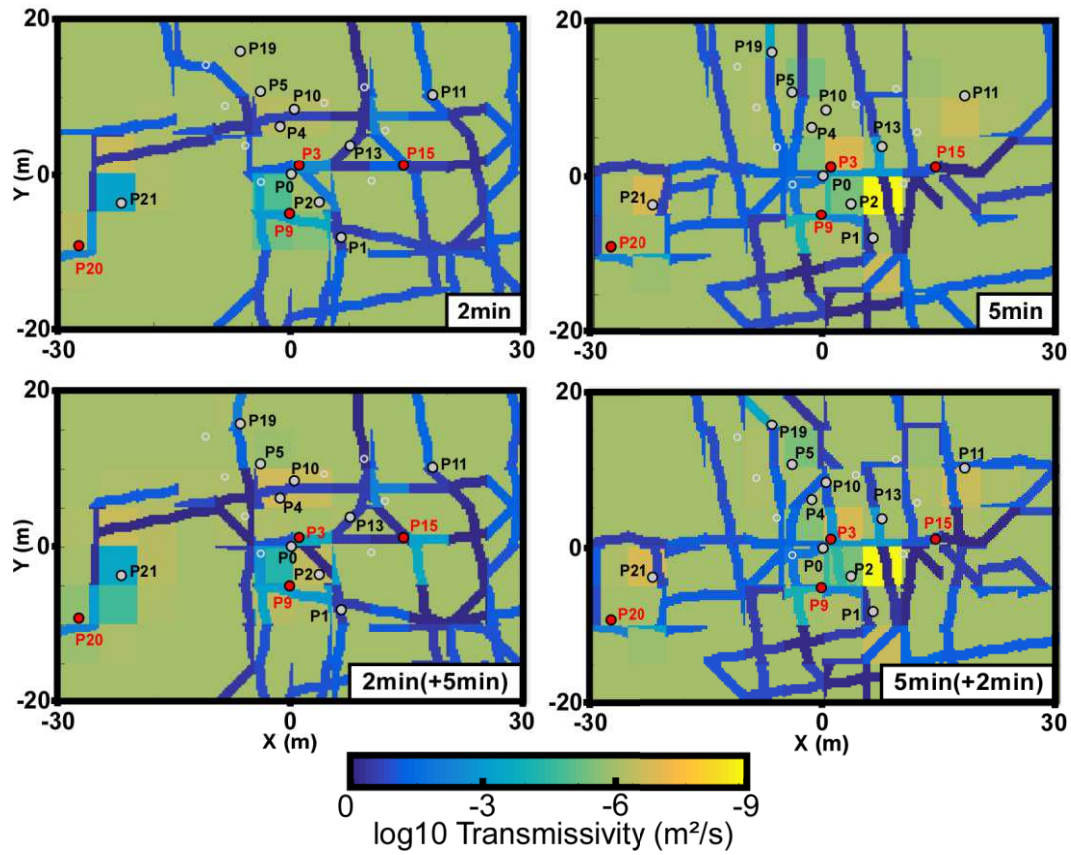 20
Y (m)
0
-20
-30
0
30
P19
P5
P10
P11
P4
P3
P13
P15
P0
P21
P2
P9
P20
P1
2min
20
0
-20
-30
0
30
P19
P5
P10
P11
P4
P13
P3
P15
P0
P21
P2
P9
P20
P1
5min
20
Y (m)
0
-20
-30
0
30
X (m)
P19
P5
P10
P11
P4
P3
P13
P15
P0
P21
P2
P9
P20
P1
2min(+5min)
20
0
-20
-30
0
30
X (m)
P19
P5
P10
P11
P4
P13
P3
P15
P0
P21
P2
P9
P20
P1
5min(+2min)
0 -3 -6 -9
log10 Transmissivity (m²/s)